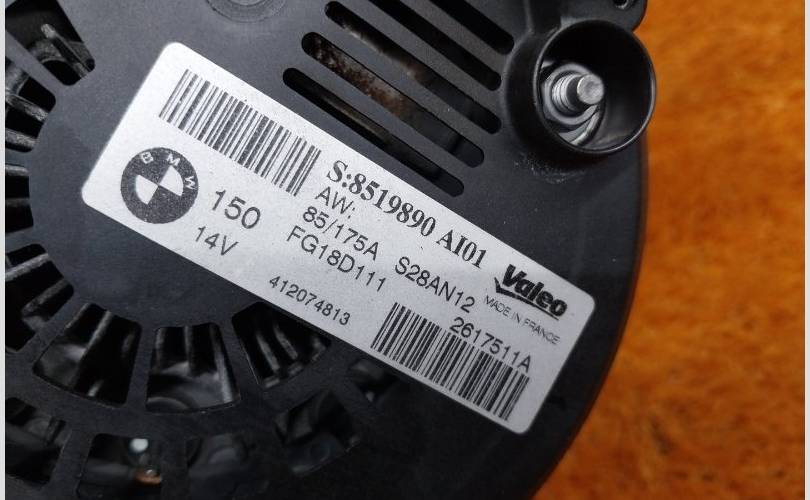 BMW
150
14V
S:8519890 AI01
AW:
85/175A S28AN12
FG18D111
412074813
Valeo
MADE IN FRANCE
2617511A